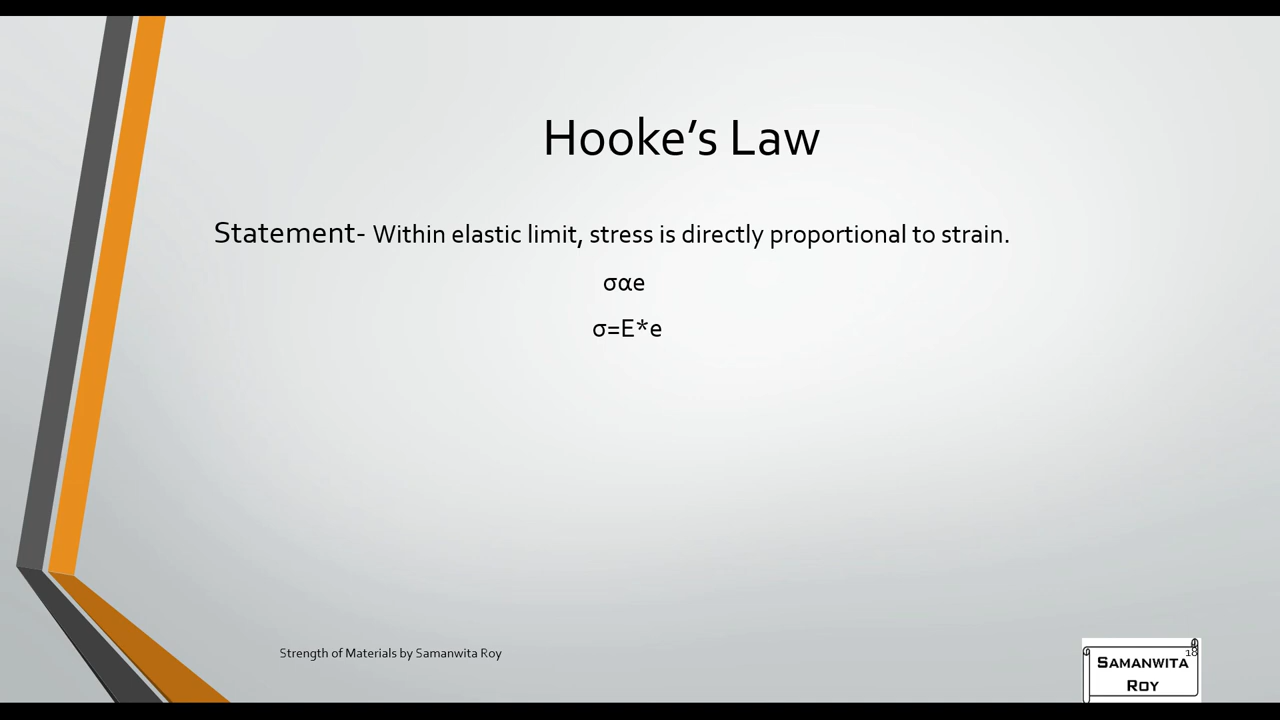 Hooke’s Law
Statement- Within elastic limit, stress is directly proportional to strain.
σαe
σ=E*e
Strength of Materials by Samanwita Roy
18
SAMANWITA
ROY